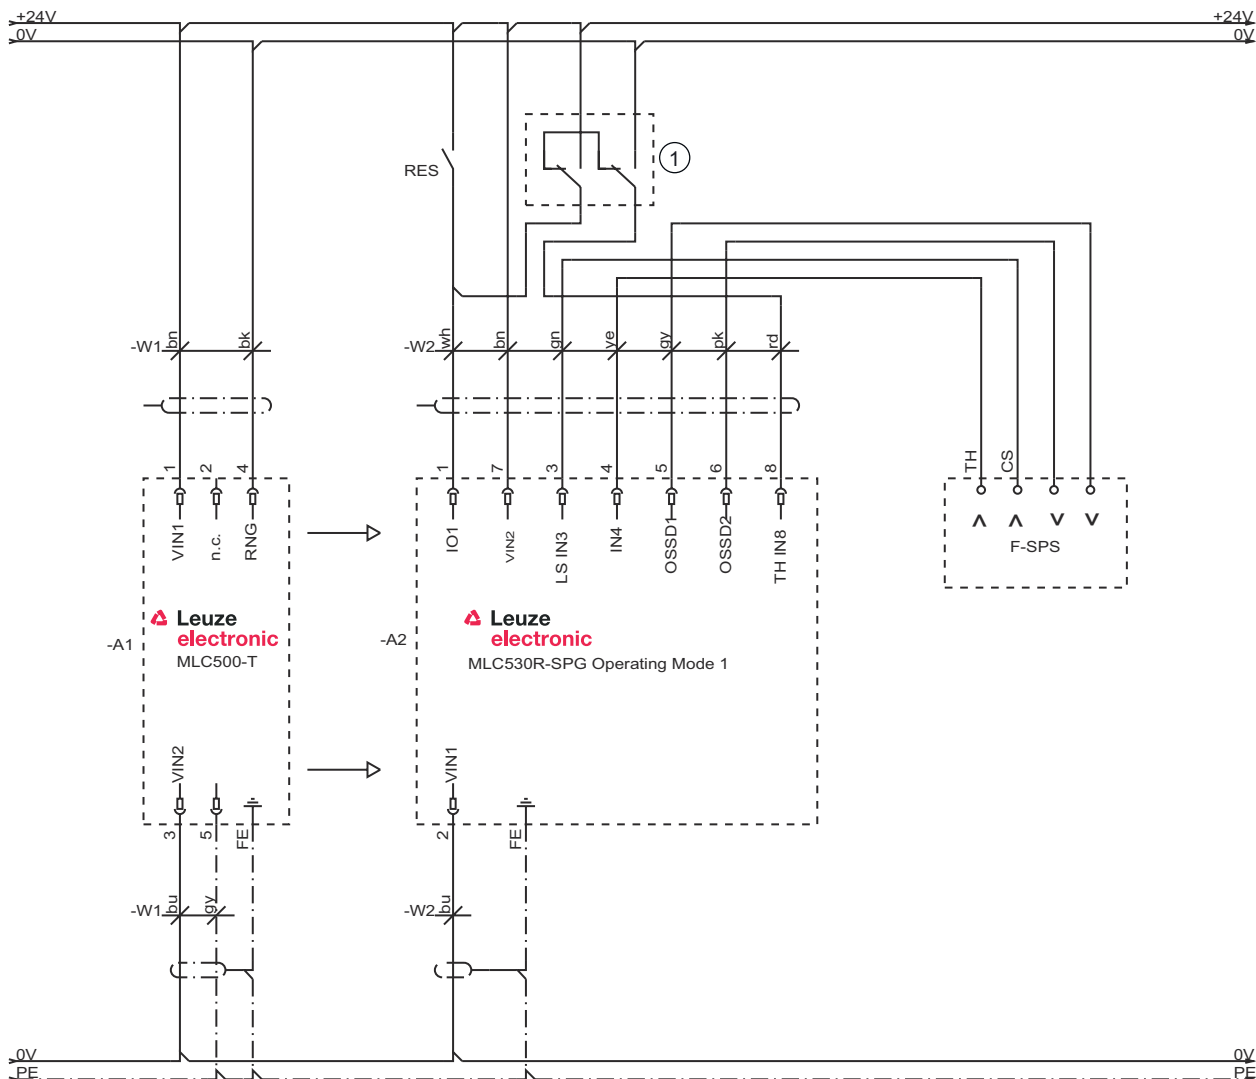 +24V +24V
0V 0V
RES
1
-W1 bn bk
-W2 wh bn gn ye gy pk rd
1 2 4
1 7 3 4 5 6 8
TH CS
VIN1 n.c. RNG
IO1 VIN2 LS IN3 IN4 OSSD1 OSSD2 TH IN8
F-SPS
Leuze
electronic
MLC500-T
-A1
Leuze
electronic
MLC530R-SPG Operating Mode 1
-A2
VIN2
VIN1
3 5 FE
2 FE
-W1 bu gy
-W2 bu
0V 0V
PE PE